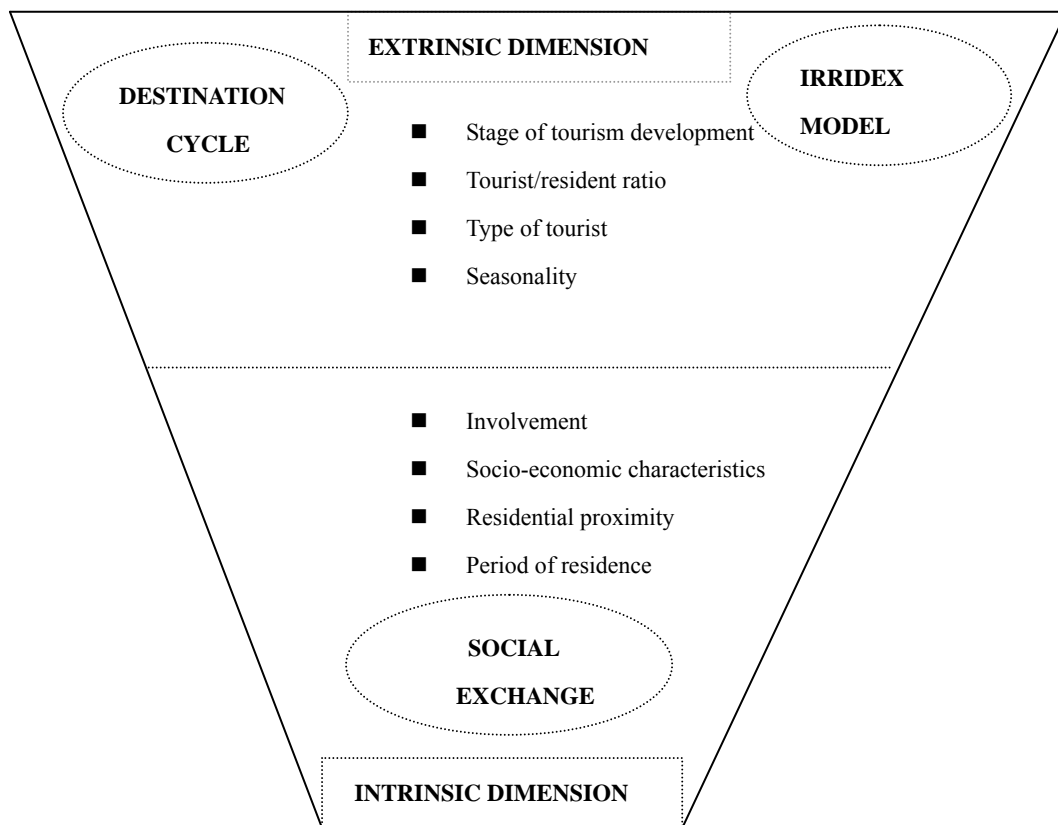 EXTRINSIC DIMENSION
DESTINATION
CYCLE
IRRIDEX
MODEL
■ Stage of tourism development
■ Tourist/resident ratio
■ Type of tourist
■ Seasonality
■ Involvement
■ Socio-economic characteristics
■ Residential proximity
■ Period of residence
SOCIAL
EXCHANGE
INTRINSIC DIMENSION